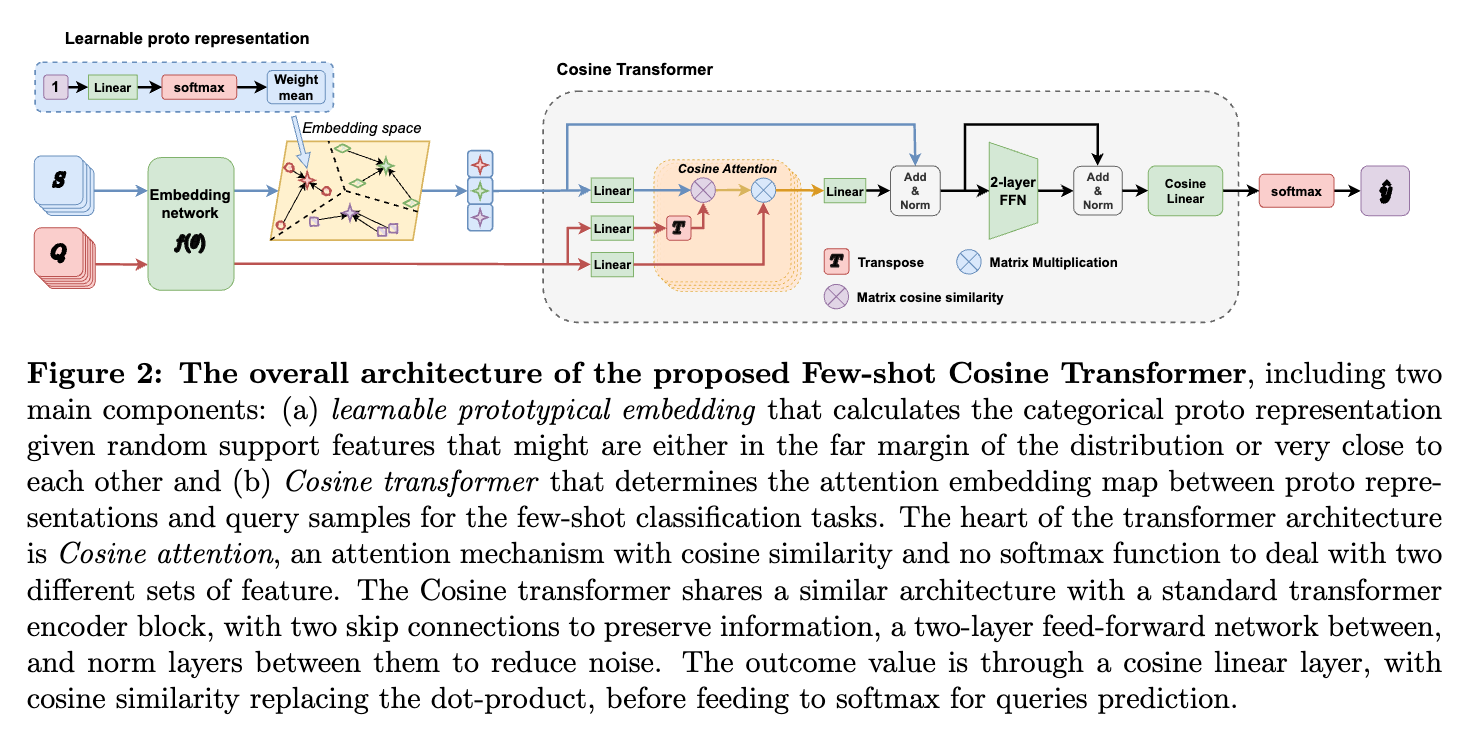 Learnable proto representation
1
Linear
softmax
Weight
mean
Embedding space
S
Q
Embedding
network
f(θ)
Cosine Transformer
Linear
Linear
Linear
Cosine Attention
T
Linear
Add
&
Norm
2-layer
FFN
Add
&
Norm
Cosine
Linear
softmax
ŷ
T
Transpose
Matrix Multiplication
Matrix cosine similarity
Figure 2: The overall architecture of the proposed Few-shot Cosine Transformer, including two
main components: (a) learnable prototypical embedding that calculates the categorical proto representation
given random support features that might are either in the far margin of the distribution or very close to
each other and (b) Cosine transformer that determines the attention embedding map between proto repre-
sentations and query samples for the few-shot classification tasks. The heart of the transformer architecture
is Cosine attention, an attention mechanism with cosine similarity and no softmax function to deal with two
different sets of feature. The Cosine transformer shares a similar architecture with a standard transformer
encoder block, with two skip connections to preserve information, a two-layer feed-forward network between,
and norm layers between them to reduce noise. The outcome value is through a cosine linear layer, with
cosine similarity replacing the dot-product, before feeding to softmax for queries prediction.